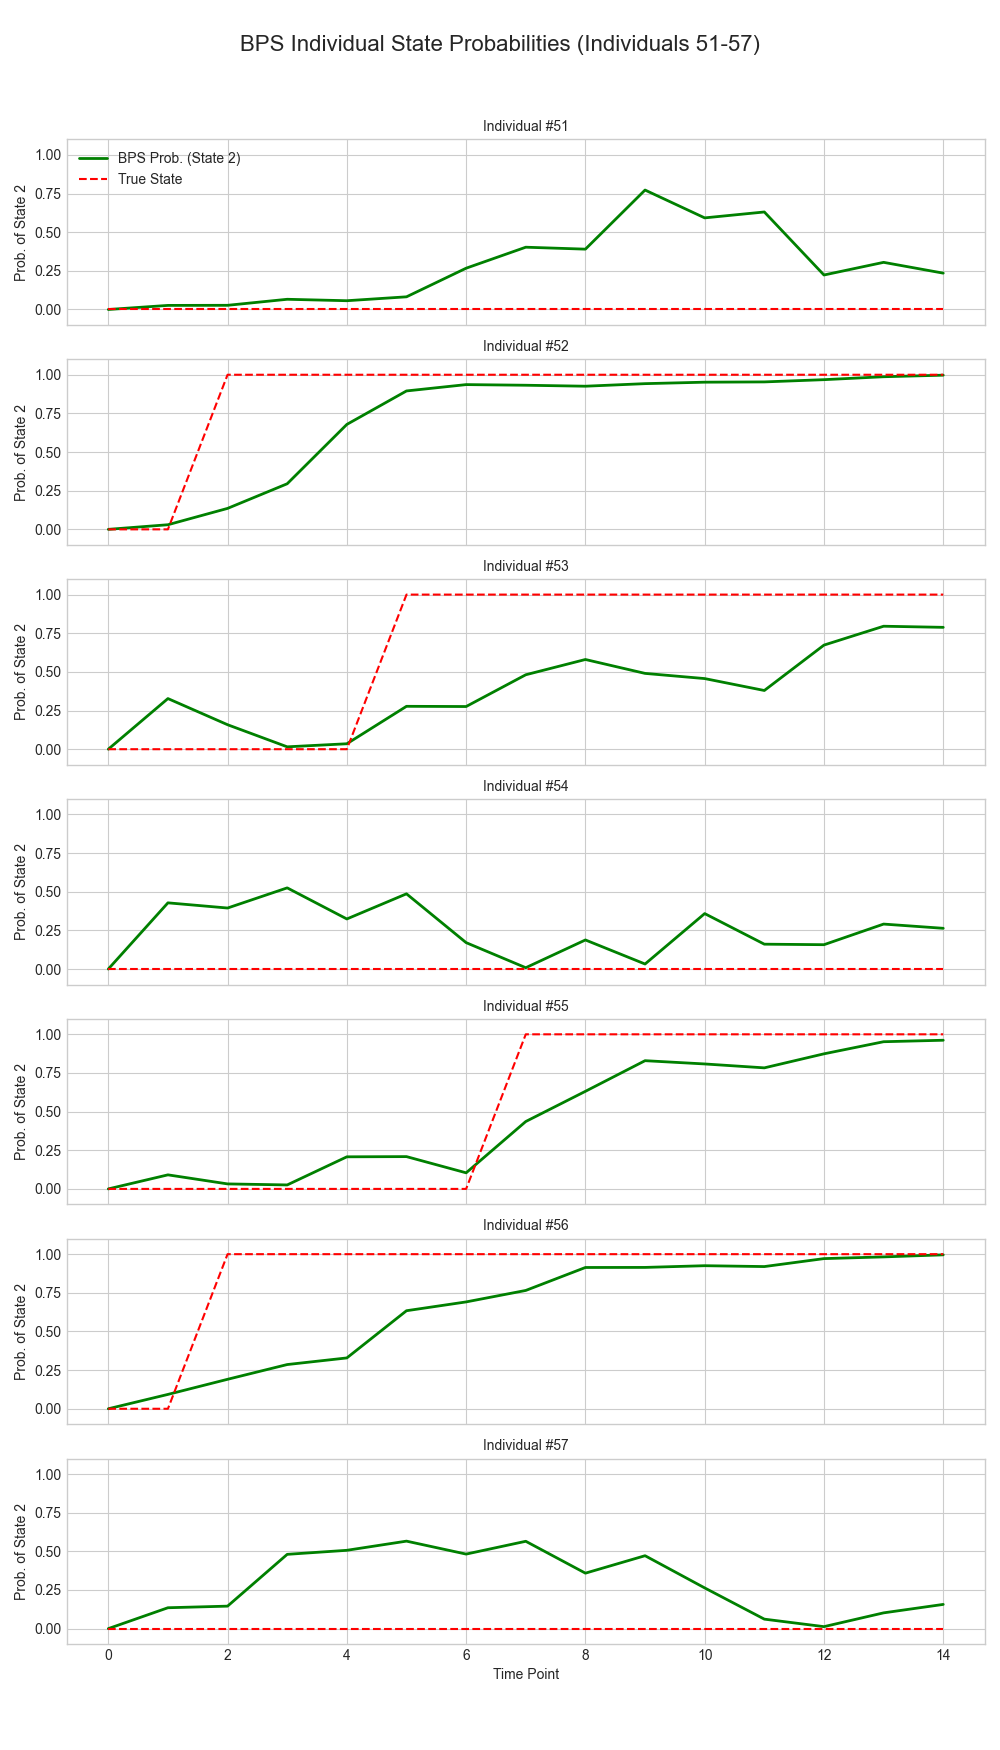 BPS Individual State Probabilities (Individuals 51-57)
Individual #51
1.00
0.75
0.50
0.25
0.00
Prob. of State 2
BPS Prob. (State 2)
True State
Individual #52
1.00
0.75
0.50
0.25
0.00
Prob. of State 2
Individual #53
1.00
0.75
0.50
0.25
0.00
Prob. of State 2
Individual #54
1.00
0.75
0.50
0.25
0.00
Prob. of State 2
Individual #55
1.00
0.75
0.50
0.25
0.00
Prob. of State 2
Individual #56
1.00
0.75
0.50
0.25
0.00
Prob. of State 2
Individual #57
1.00
0.75
0.50
0.25
0.00
Prob. of State 2
0 2 4 6 8 10 12 14
Time Point